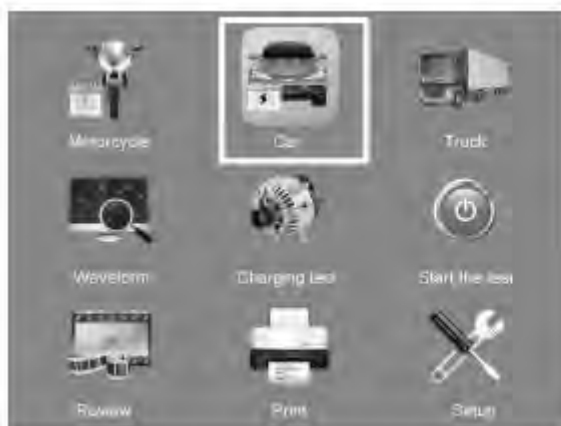 Motorcycle
Car
Truck
Waveform
Charging test
Start the test
Review
Print
Setup